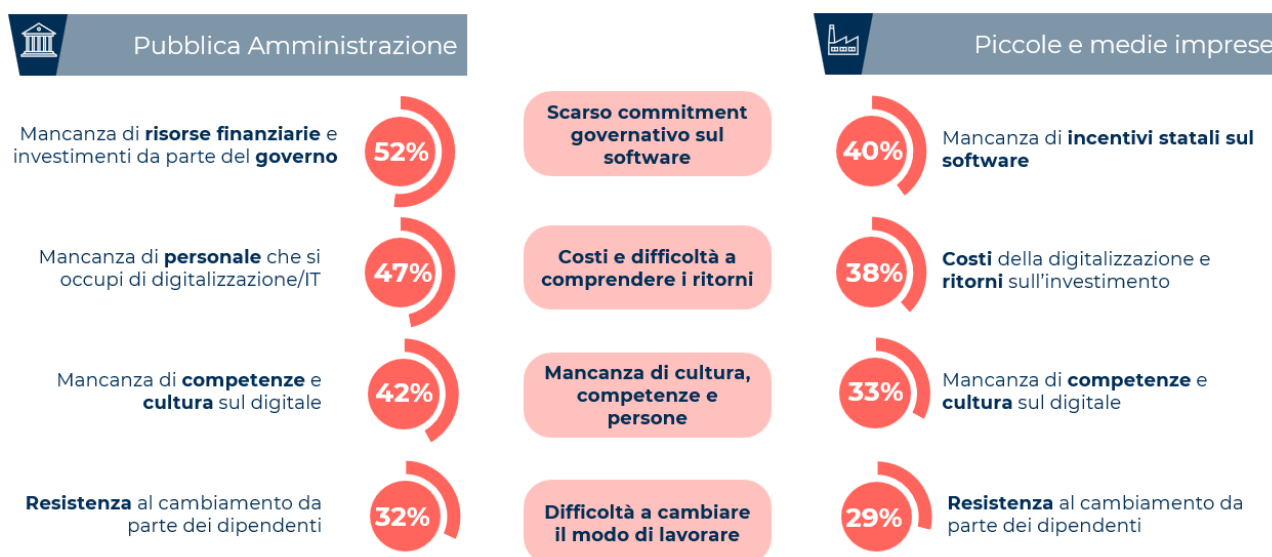 Pubblica Amministrazione
Piccole e medie imprese
Mancanza di risorse finanziarie e
investimenti da parte del governo
52%
Scarso commitment
governativo sul
software
40%
Mancanza di incentivi statali sul
software
Mancanza di personale che si
occupi di digitalizzazione/IT
47%
Costi e difficoltà a
comprendere i ritorni
38%
Costi della digitalizzazione e
ritorni sull'investimento
Mancanza di competenze e
cultura sul digitale
42%
Mancanza di cultura,
competenze e
persone
33%
Mancanza di competenze e
cultura sul digitale
Resistenza al cambiamento da
parte dei dipendenti
32%
Difficoltà a cambiare
il modo di lavorare
29%
Resistenza al cambiamento da
parte dei dipendenti